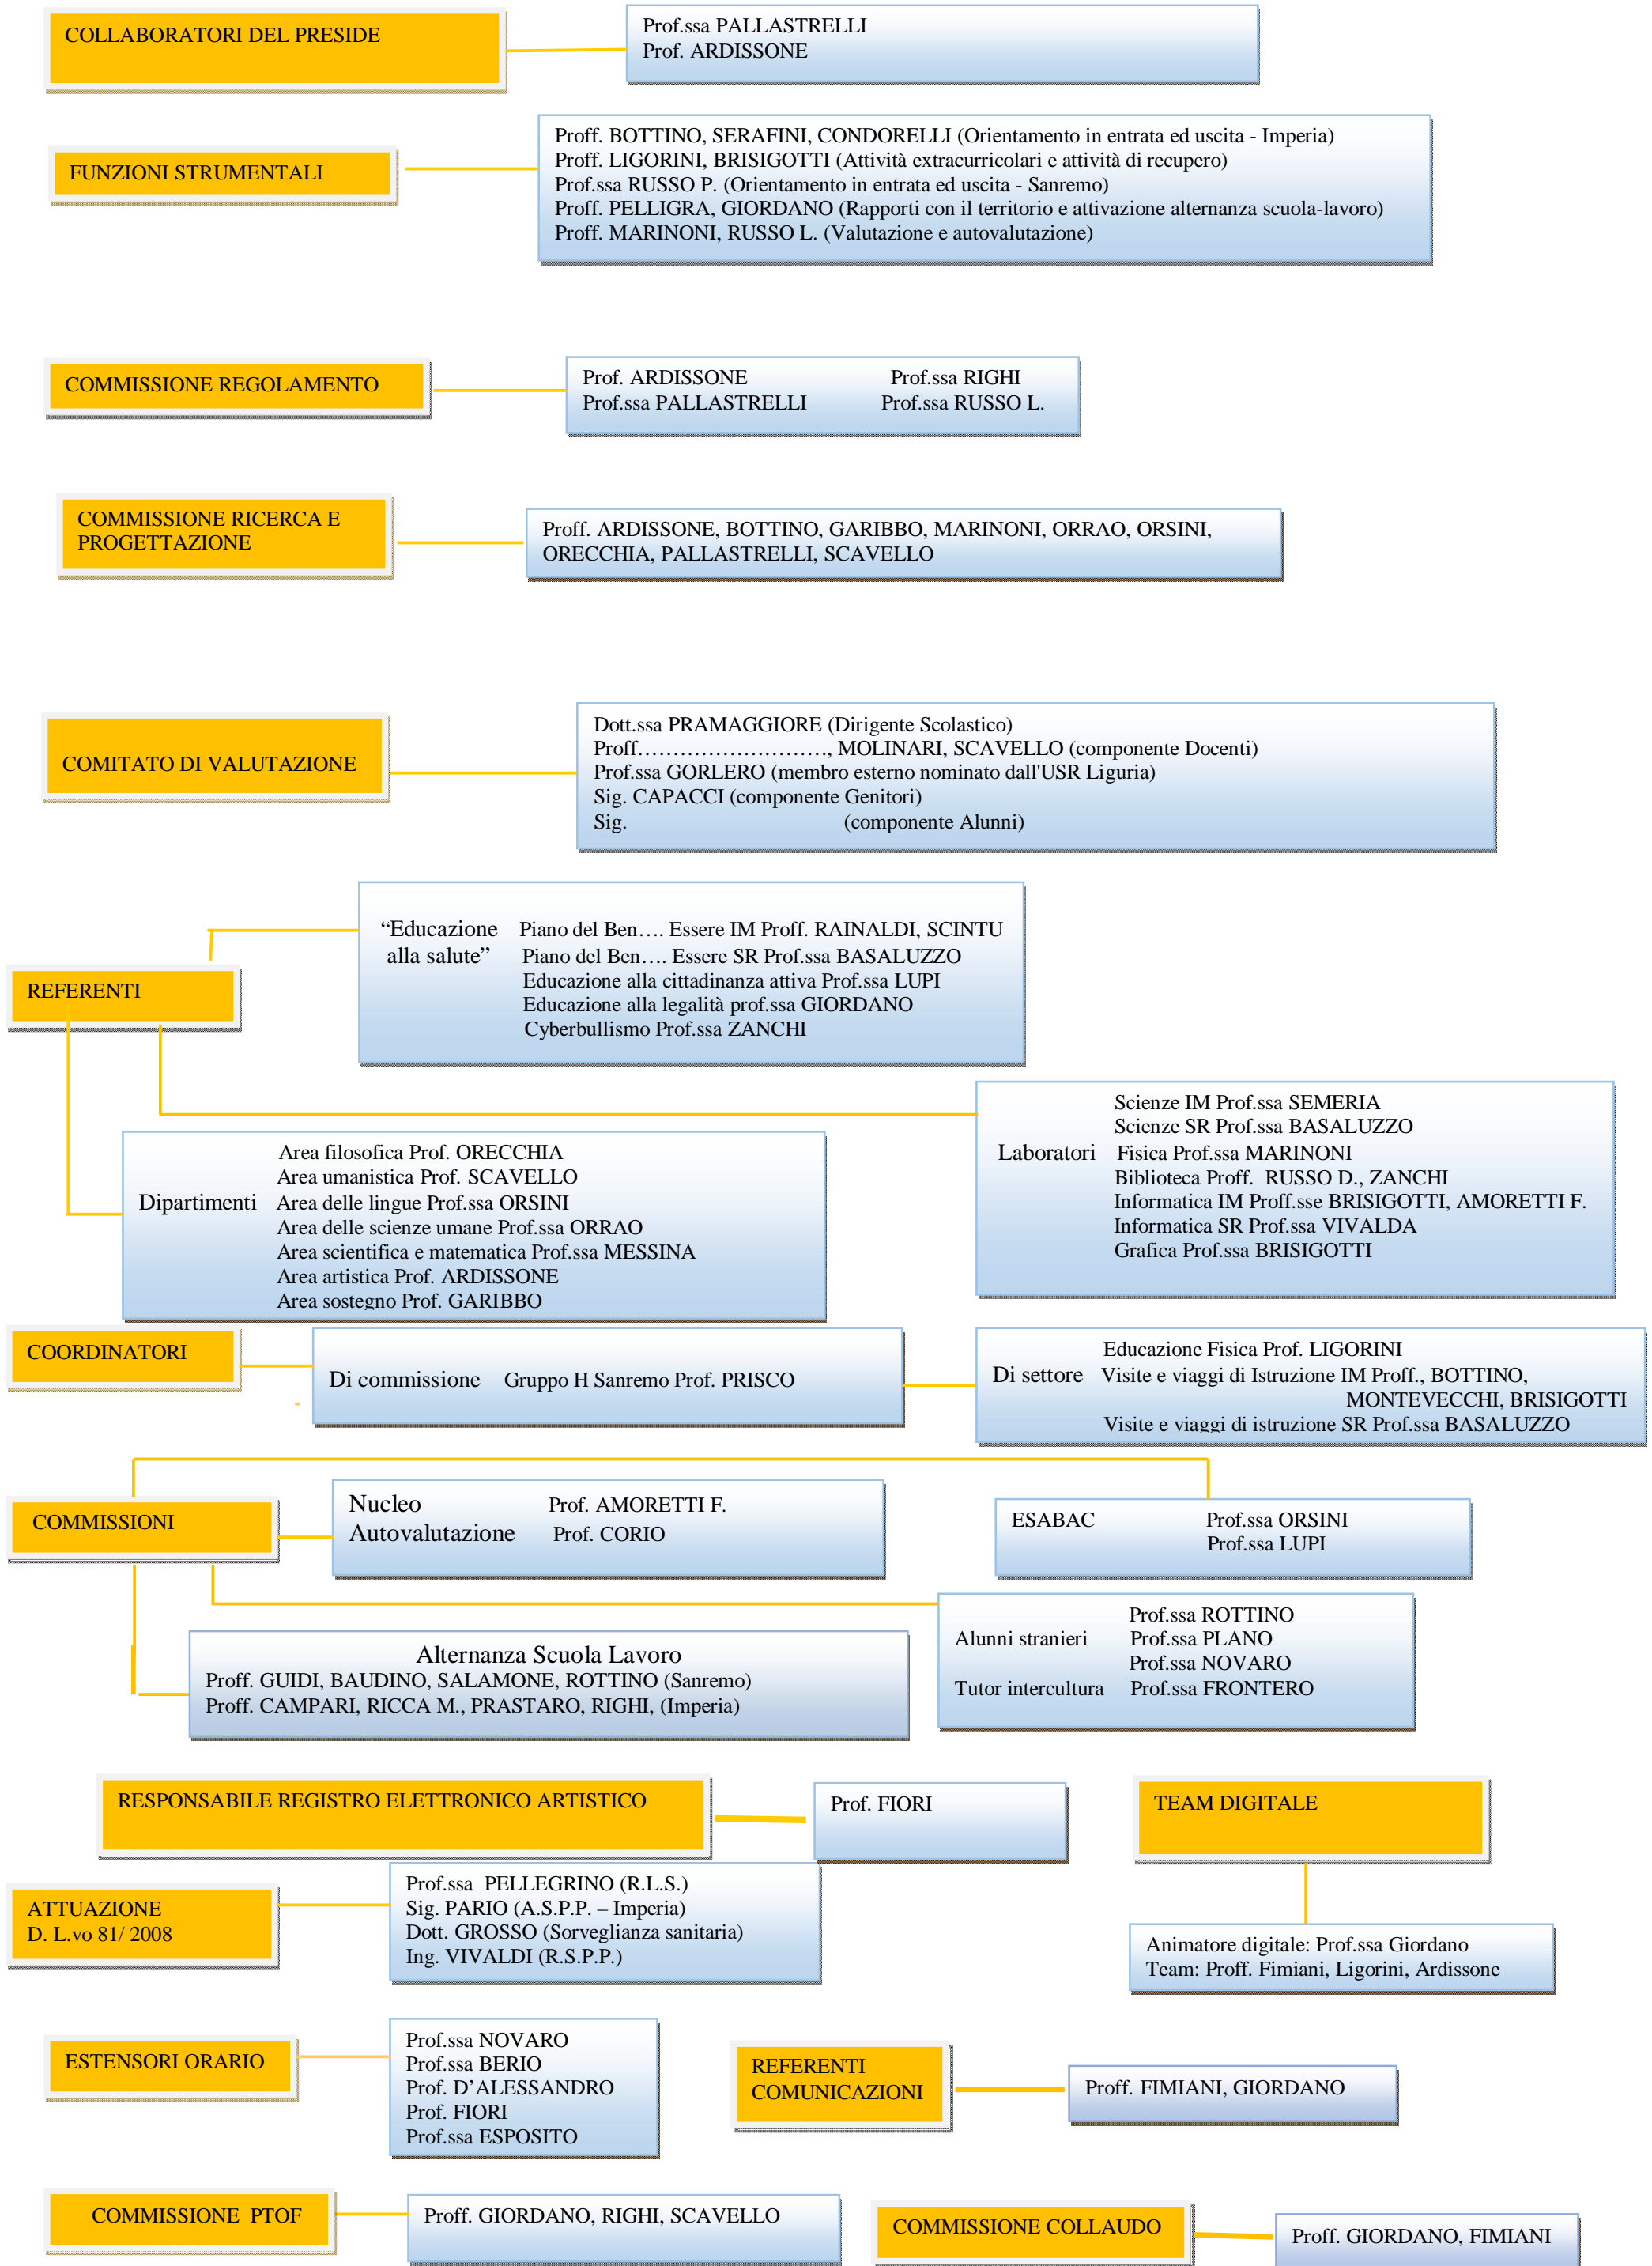 COLLABORATORI DEL PRESIDE
Prof.ssa PALLASTRELLI
Prof. ARDISSONE
FUNZIONI STRUMENTALI
Proff. BOTTINO, SERAFINI, CONDORELLI (Orientamento in entrata ed uscita - Imperia)
Proff. LIGORINI, BRISIGOTTI (Attività extracurricolari e attività di recupero)
Prof.ssa RUSSO P. (Orientamento in entrata ed uscita - Sanremo)
Proff. PELLIGRA, GIORDANO (Rapporti con il territorio e attivazione alternanza scuola-lavoro)
Proff. MARINONI, RUSSO L. (Valutazione e autovalutazione)
COMMISSIONE REGOLAMENTO
Prof. ARDISSONE Prof.ssa RIGHI
Prof.ssa PALLASTRELLI Prof.ssa RUSSO L.
COMMISSIONE RICERCA E
PROGETTAZIONE
Proff. ARDISSONE, BOTTINO, GARIBBO, MARINONI, ORRAO, ORSINI,
ORECCHIA, PALLASTRELLI, SCAVELLO
COMITATO DI VALUTAZIONE
Dott.ssa PRAMAGGIORE (Dirigente Scolastico)
Proff………………………, MOLINARI, SCAVELLO (componente Docenti)
Prof.ssa GORLERO (membro esterno nominato dall'USR Liguria)
Sig. CAPACCI (componente Genitori)
Sig. (componente Alunni)
REFERENTI
“Educazione Piano del Ben…. Essere IM Proff. RAINALDI, SCINTU
alla salute” Piano del Ben…. Essere SR Prof.ssa BASALUZZO
Educazione alla cittadinanza attiva Prof.ssa LUPI
Educazione alla legalità prof.ssa GIORDANO
Cyberbullismo Prof.ssa ZANCHI
Scienze IM Prof.ssa SEMERIA
Scienze SR Prof.ssa BASALUZZO
Laboratori Fisica Prof.ssa MARINONI
Biblioteca Proff. RUSSO D., ZANCHI
Informatica IM Proff.sse BRISIGOTTI, AMORETTI F.
Informatica SR Prof.ssa VIVALDA
Grafica Prof.ssa BRISIGOTTI
Area filosofica Prof. ORECCHIA
Area umanistica Prof. SCAVELLO
Dipartimenti Area delle lingue Prof.ssa ORSINI
Area delle scienze umane Prof.ssa ORRAO
Area scientifica e matematica Prof.ssa MESSINA
Area artistica Prof. ARDISSONE
Area sostegno Prof. GARIBBO
COORDINATORI
Di commissione Gruppo H Sanremo Prof. PRISCO
Educazione Fisica Prof. LIGORINI
Di settore Visite e viaggi di Istruzione IM Proff., BOTTINO,
MONTEVECCHI, BRISIGOTTI
Visite e viaggi di istruzione SR Prof.ssa BASALUZZO
COMMISSIONI
Nucleo Prof. AMORETTI F.
Autovalutazione Prof. CORIO
ESABAC Prof.ssa ORSINI
Prof.ssa LUPI
Prof.ssa ROTTINO
Alunni stranieri Prof.ssa PLANO
Prof.ssa NOVARO
Tutor intercultura Prof.ssa FRONTERO
Alternanza Scuola Lavoro
Proff. GUIDI, BAUDINO, SALAMONE, ROTTINO (Sanremo)
Proff. CAMPARI, RICCA M., PRASTARO, RIGHI, (Imperia)
RESPONSABILE REGISTRO ELETTRONICO ARTISTICO
Prof. FIORI
TEAM DIGITALE
ATTUAZIONE
D. L.vo 81/ 2008
Prof.ssa PELLEGRINO (R.L.S.)
Sig. PARIO (A.S.P.P. – Imperia)
Dott. GROSSO (Sorveglianza sanitaria)
Ing. VIVALDI (R.S.P.P.)
Animatore digitale: Prof.ssa Giordano
Team: Proff. Fimiani, Ligorini, Ardissone
ESTENSORI ORARIO
Prof.ssa NOVARO
Prof.ssa BERIO
Prof. D’ALESSANDRO
Prof. FIORI
Prof.ssa ESPOSITO
REFERENTI
COMUNICAZIONI
Proff. FIMIANI, GIORDANO
COMMISSIONE PTOF
Proff. GIORDANO, RIGHI, SCAVELLO
COMMISSIONE COLLAUDO
Proff. GIORDANO, FIMIANI